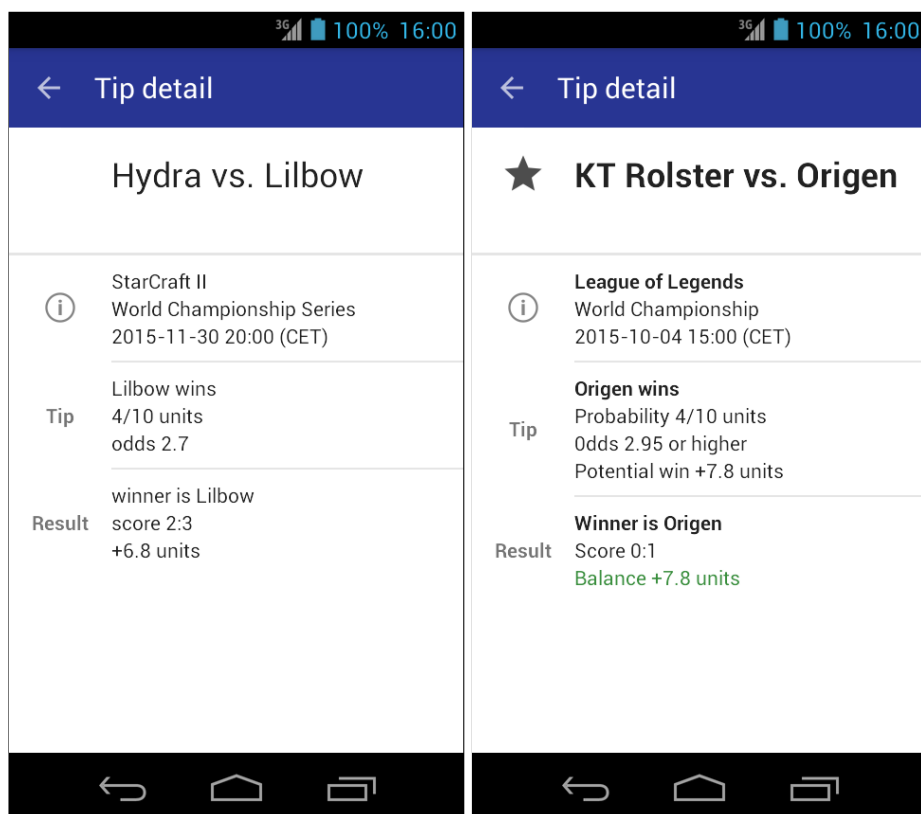 3G 100% 16:00
Tip detail
Hydra vs. Lilbow
i
StarCraft II
World Championship Series
2015-11-30 20:00 (CET)
Tip
Lilbow wins
4/10 units
odds 2.7
Result
winner is Lilbow
score 2:3
+6.8 units
3G 100% 16:00
Tip detail
KT Rolster vs. Origen
i
League of Legends
World Championship
2015-10-04 15:00 (CET)
Tip
Origen wins
Probability 4/10 units
Odds 2.95 or higher
Potential win +7.8 units
Result
Winner is Origen
Score 0:1
Balance +7.8 units